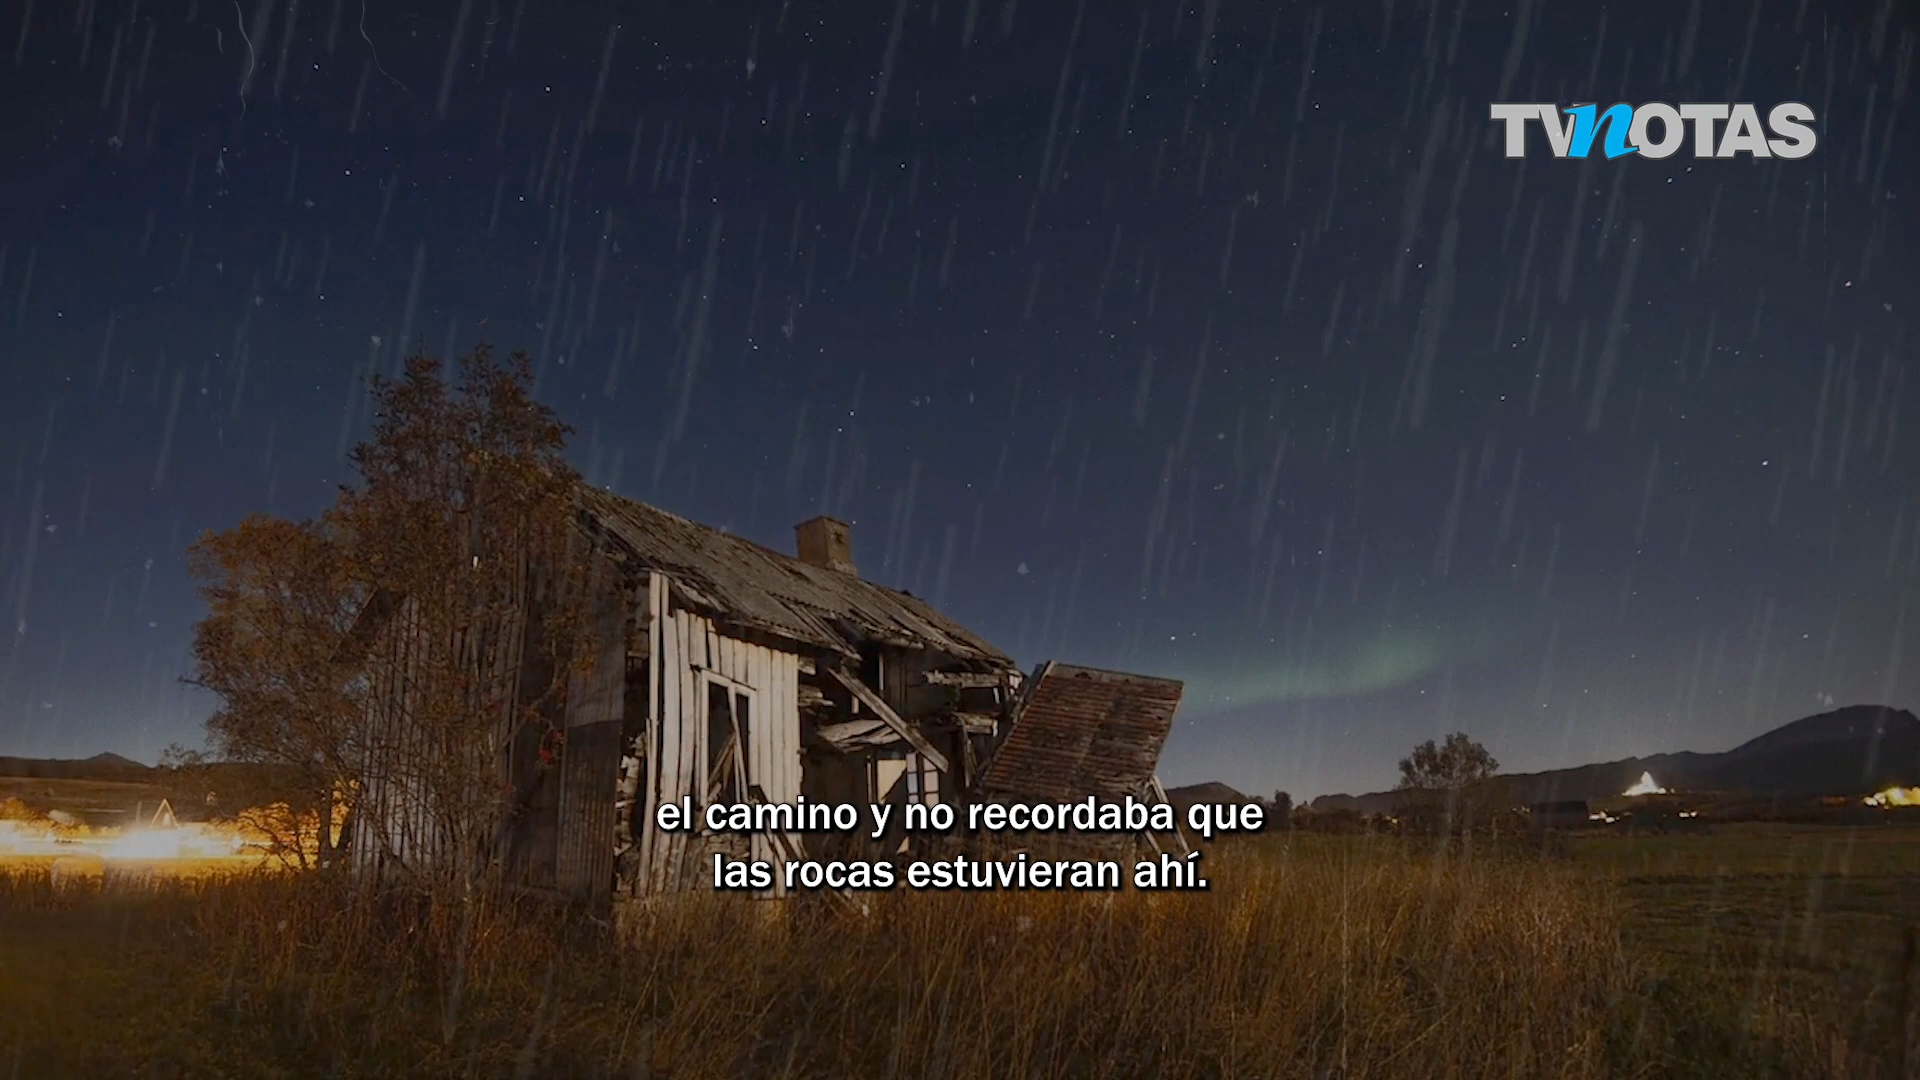 TVnOTAS
el camino y no recordaba que
las rocas estuvieran ahí.